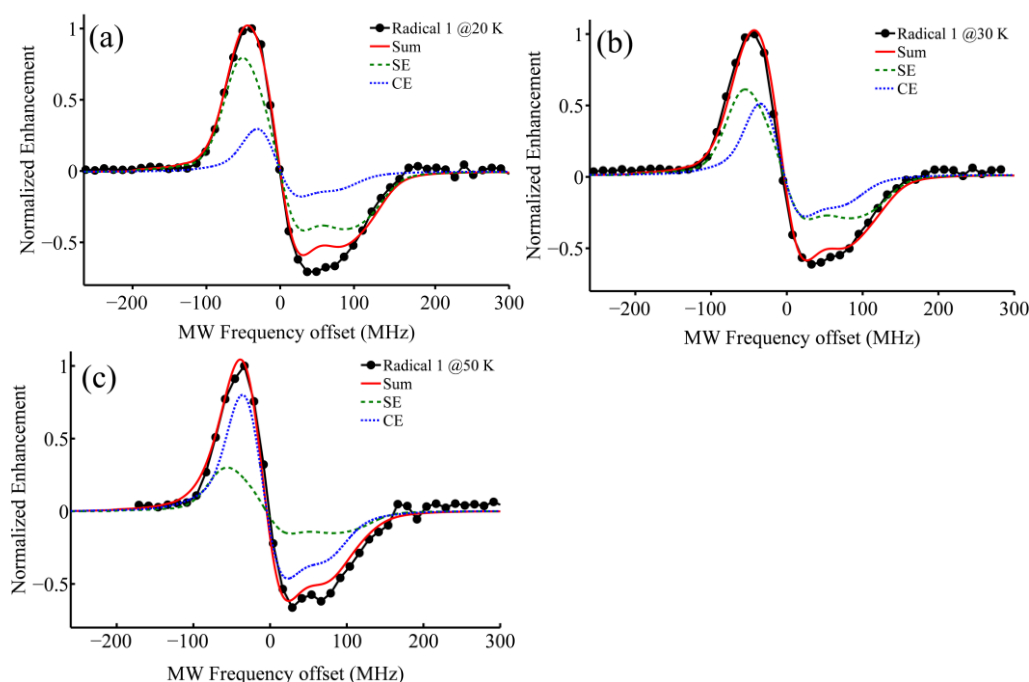 (a)
Radical 1 @20 K
Sum
SE
CE
1
0.5
0
−0.5
Normalized Enhancement
−200
−100
0
100
200
300
MW Frequency offset (MHz)
(b)
Radical 1 @30 K
Sum
SE
CE
1
0.5
0
−0.5
Normalized Enhancement
−200
−100
0
100
200
300
MW Frequency offset (MHz)
(c)
Radical 1 @50 K
Sum
SE
CE
1
0.5
0
−0.5
Normalized Enhancement
−200
−100
0
100
200
300
MW Frequency offset (MHz)